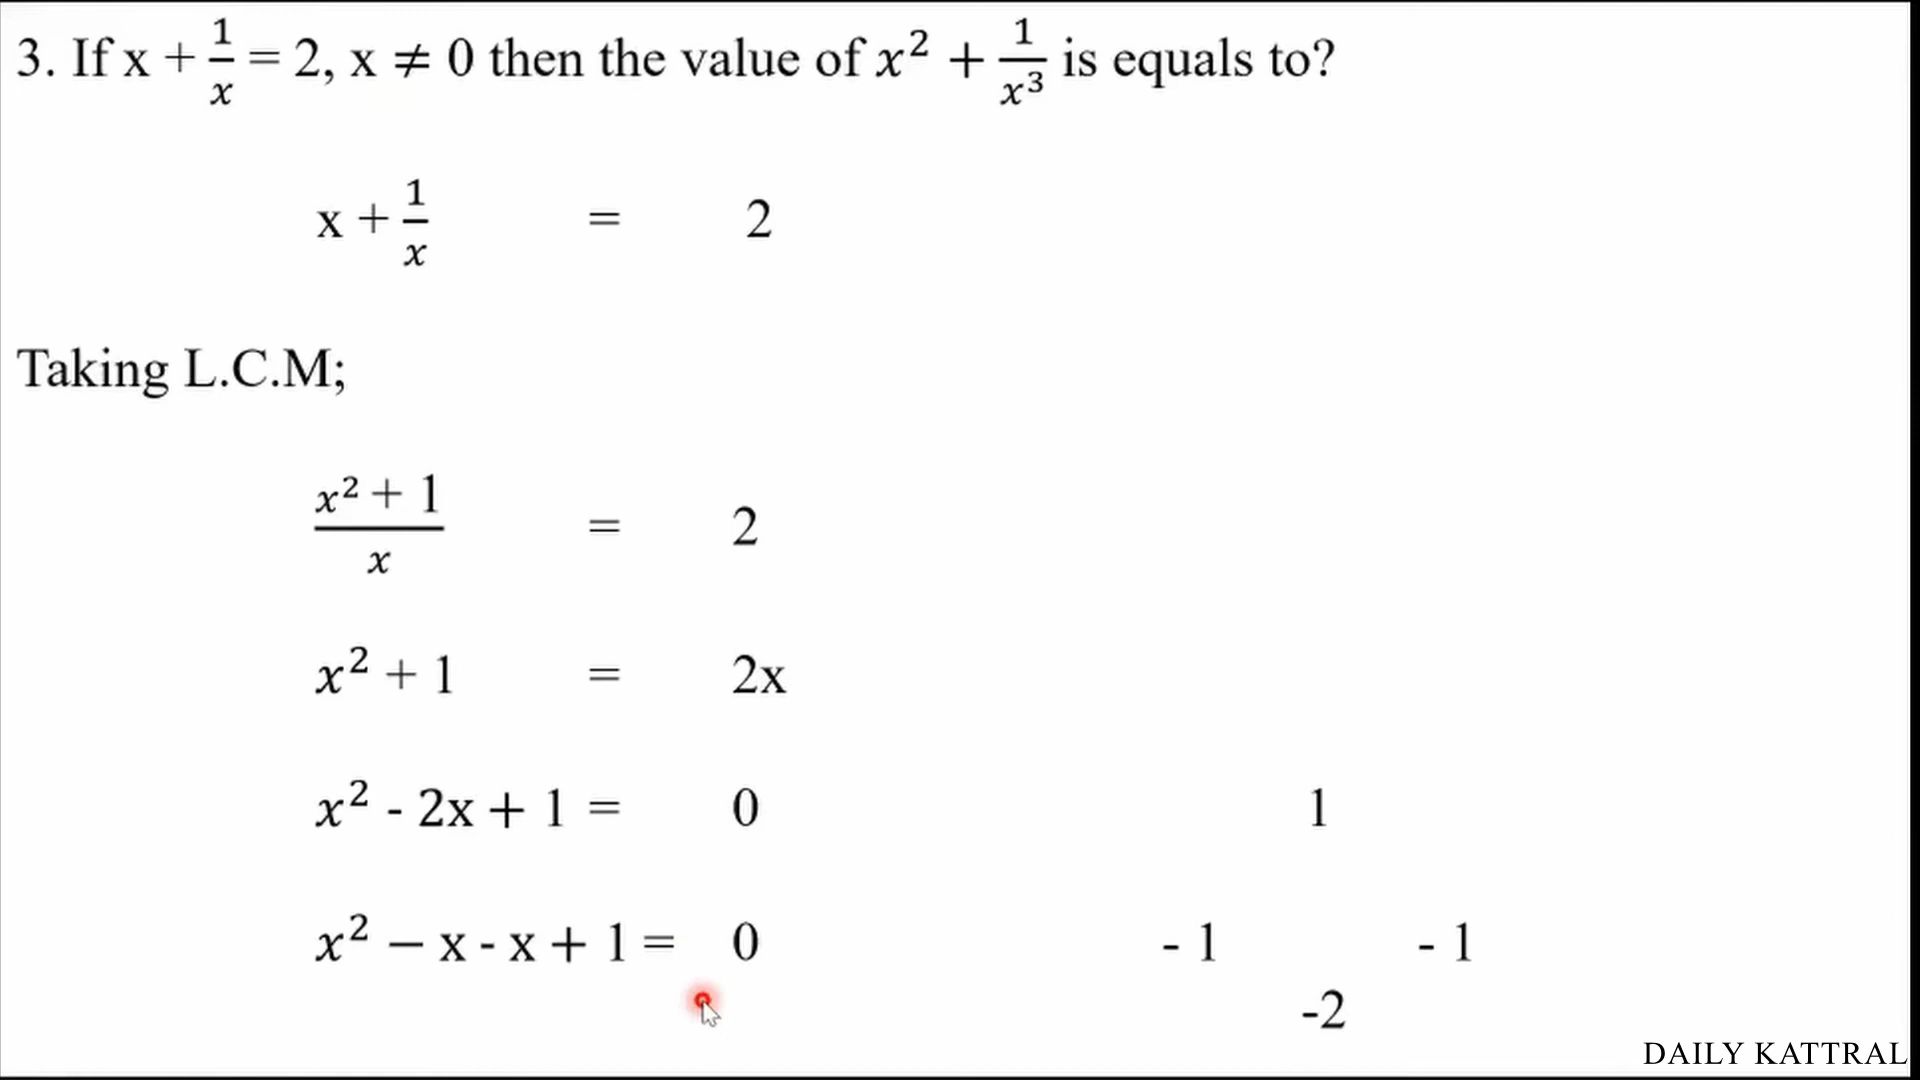 3. If x + 1/x = 2, x ≠ 0 then the value of x² + 1/x³ is equals to?
x + 1/x = 2
Taking L.C.M;
x² + 1 / x = 2
x² + 1 = 2x
x² - 2x + 1 = 0 1
x² – x - x + 1 = 0 - 1 - 1
-2
DAILY KATTRAL